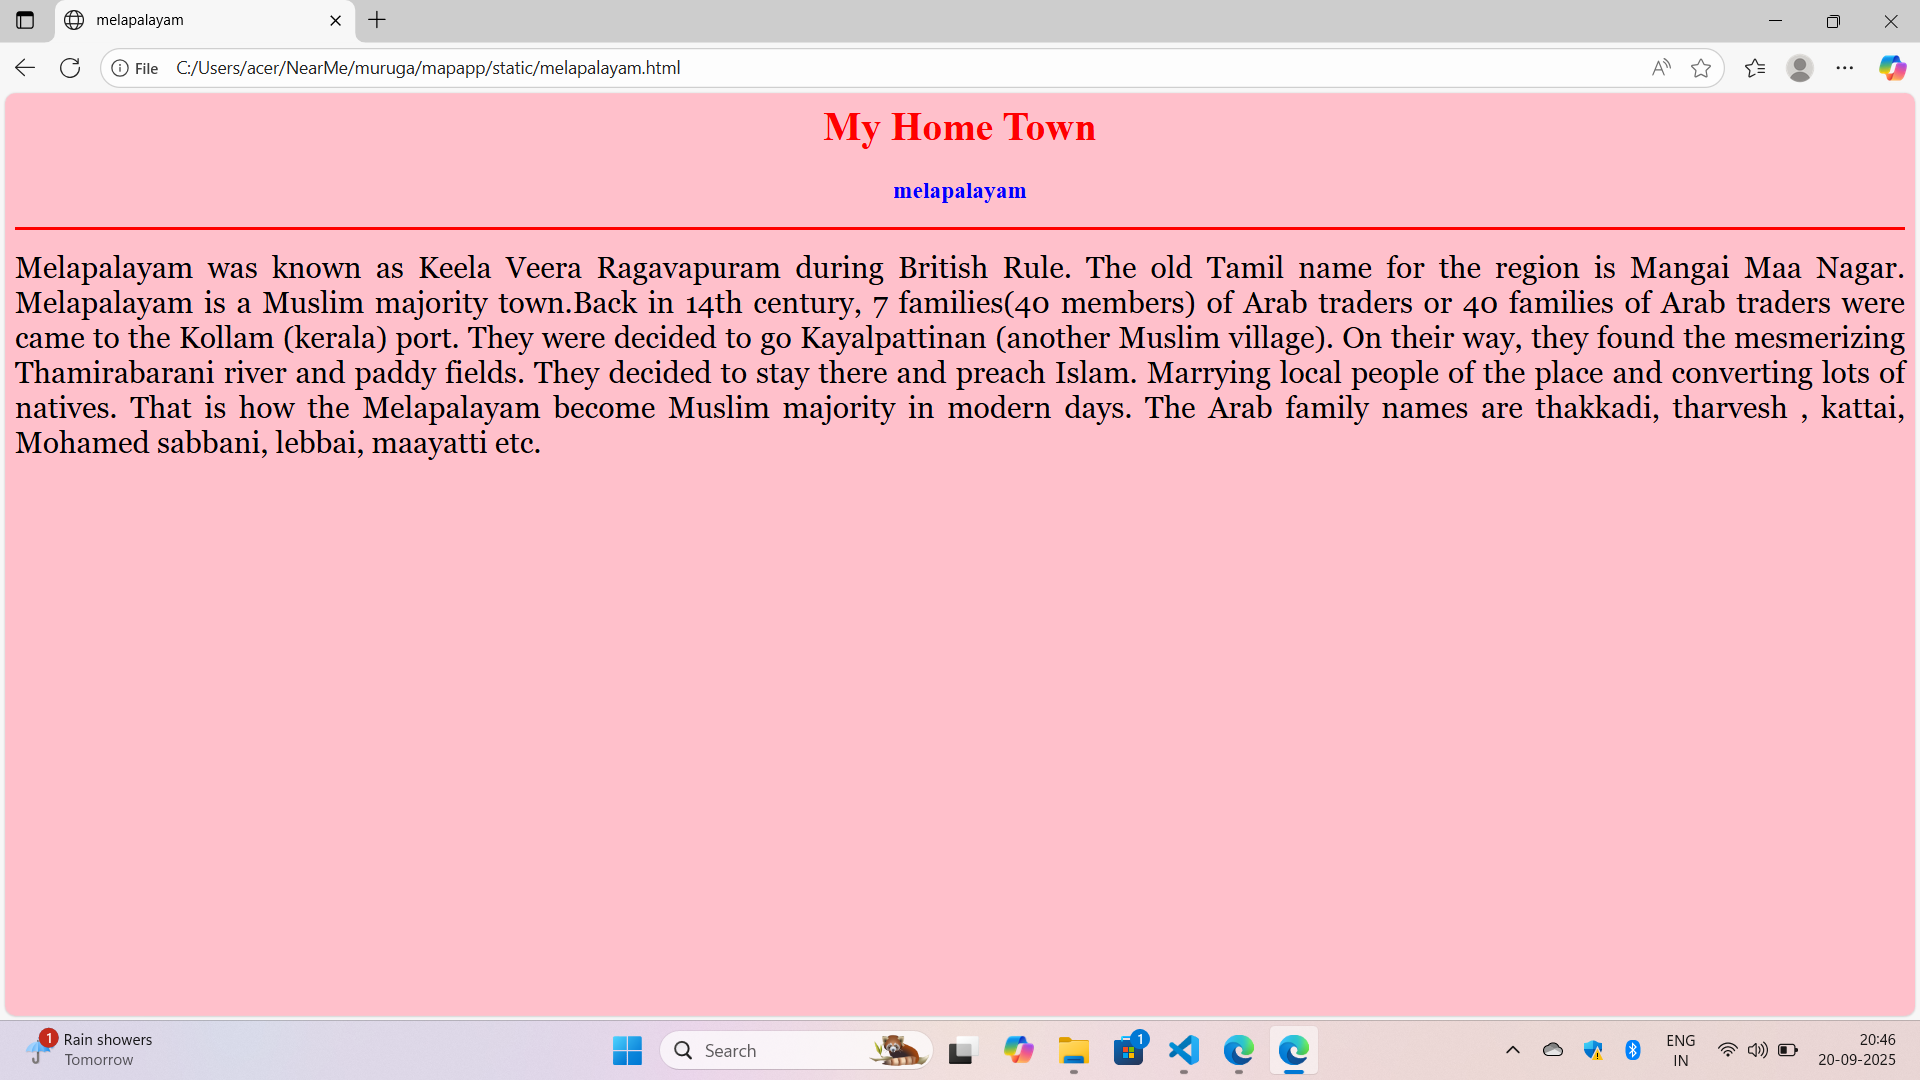 melapalayam
File C:/Users/acer/NearMe/muruga/mapapp/static/melapalayam.html
My Home Town
melapalayam
Melapalayam was known as Keela Veera Ragavapuram during British Rule. The old Tamil name for the region is Mangai Maa Nagar.
Melapalayam is a Muslim majority town.Back in 14th century, 7 families(40 members) of Arab traders or 40 families of Arab traders were
came to the Kollam (kerala) port. They were decided to go Kayalpattinan (another Muslim village). On their way, they found the mesmerizing
Thamirabarani river and paddy fields. They decided to stay there and preach Islam. Marrying local people of the place and converting lots of
natives. That is how the Melapalayam become Muslim majority in modern days. The Arab family names are thakkadi, tharvesh , kattai,
Mohamed sabbani, lebbai, maayatti etc.
1
Rain showers
Tomorrow
Search
1
ENG
IN
20:46
20-09-2025